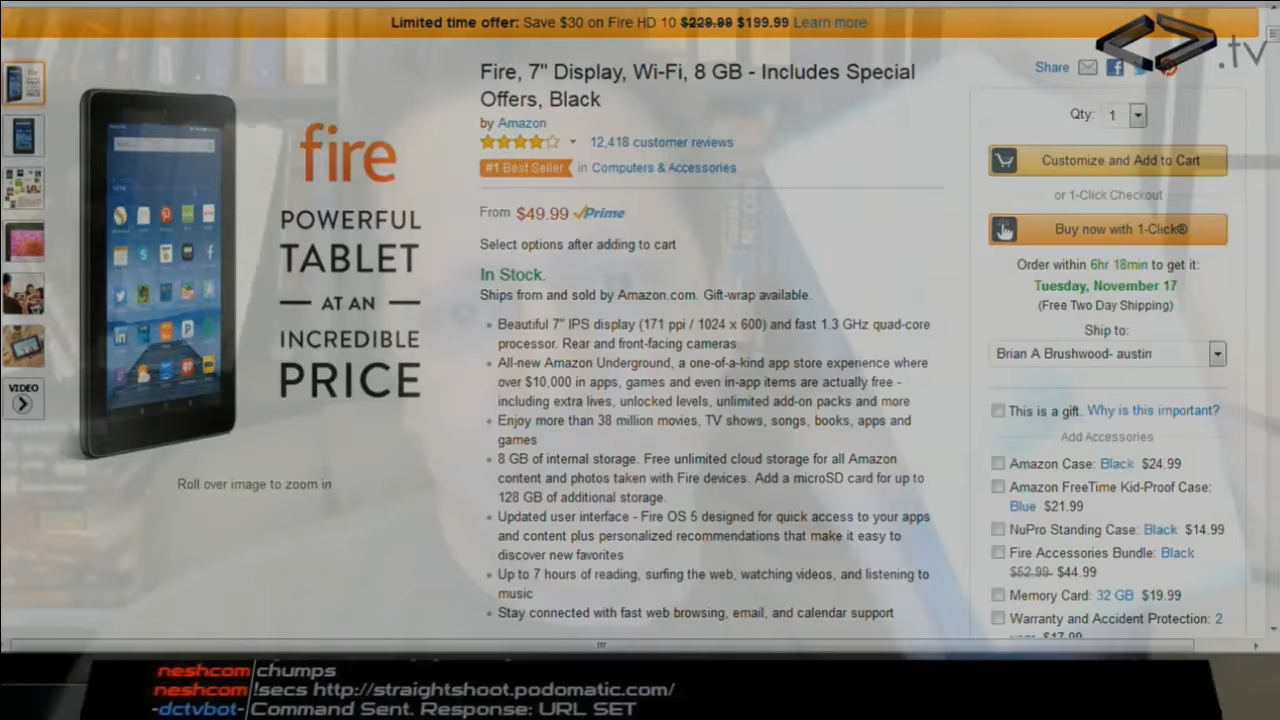 Limited time offer: Save $30 on Fire HD 10 $229.99 $199.99 Learn more
.tv
Share
Fire, 7" Display, Wi-Fi, 8 GB - Includes Special
Offers, Black
by Amazon
12,418 customer reviews
#1 Best Seller in Computers & Accessories
From $49.99 Prime
Select options after adding to cart
In Stock.
Ships from and sold by Amazon.com. Gift-wrap available.
Beautiful 7" IPS display (171 ppi / 1024 x 600) and fast 1.3 GHz quad-core
processor. Rear and front-facing cameras
All-new Amazon Underground, a one-of-a-kind app store experience where
over $10,000 in apps, games and even in-app items are actually free -
including extra lives, unlocked levels, unlimited add-on packs and more
Enjoy more than 38 million movies, TV shows, songs, books, apps and
games
8 GB of internal storage. Free unlimited cloud storage for all Amazon
content and photos taken with Fire devices. Add a microSD card for up to
128 GB of additional storage.
Updated user interface - Fire OS 5 designed for quick access to your apps
and content plus personalized recommendations that make it easy to
discover new favorites
Up to 7 hours of reading, surfing the web, watching videos, and listening to
music
Stay connected with fast web browsing, email, and calendar support
fire
POWERFUL
TABLET
AT AN
INCREDIBLE
PRICE
VIDEO
Roll over image to zoom in
Qty: 1
Customize and Add to Cart
or 1-Click Checkout
Buy now with 1-Click®
Order within 6hr 18min to get it:
Tuesday, November 17
(Free Two Day Shipping)
Ship to:
Brian A Brushwood- austin
This is a gift. Why is this important?
Add Accessories
Amazon Case: Black $24.99
Amazon FreeTime Kid-Proof Case:
Blue $21.99
NuPro Standing Case: Black $14.99
Fire Accessories Bundle: Black
$52.99 $44.99
Memory Card: 32 GB $19.99
Warranty and Accident Protection: 2
$17.99
neshcom chumps
neshcom !secs http://straightshoot.podomatic.com/
-dctvbot- Command Sent. Response: URL SET